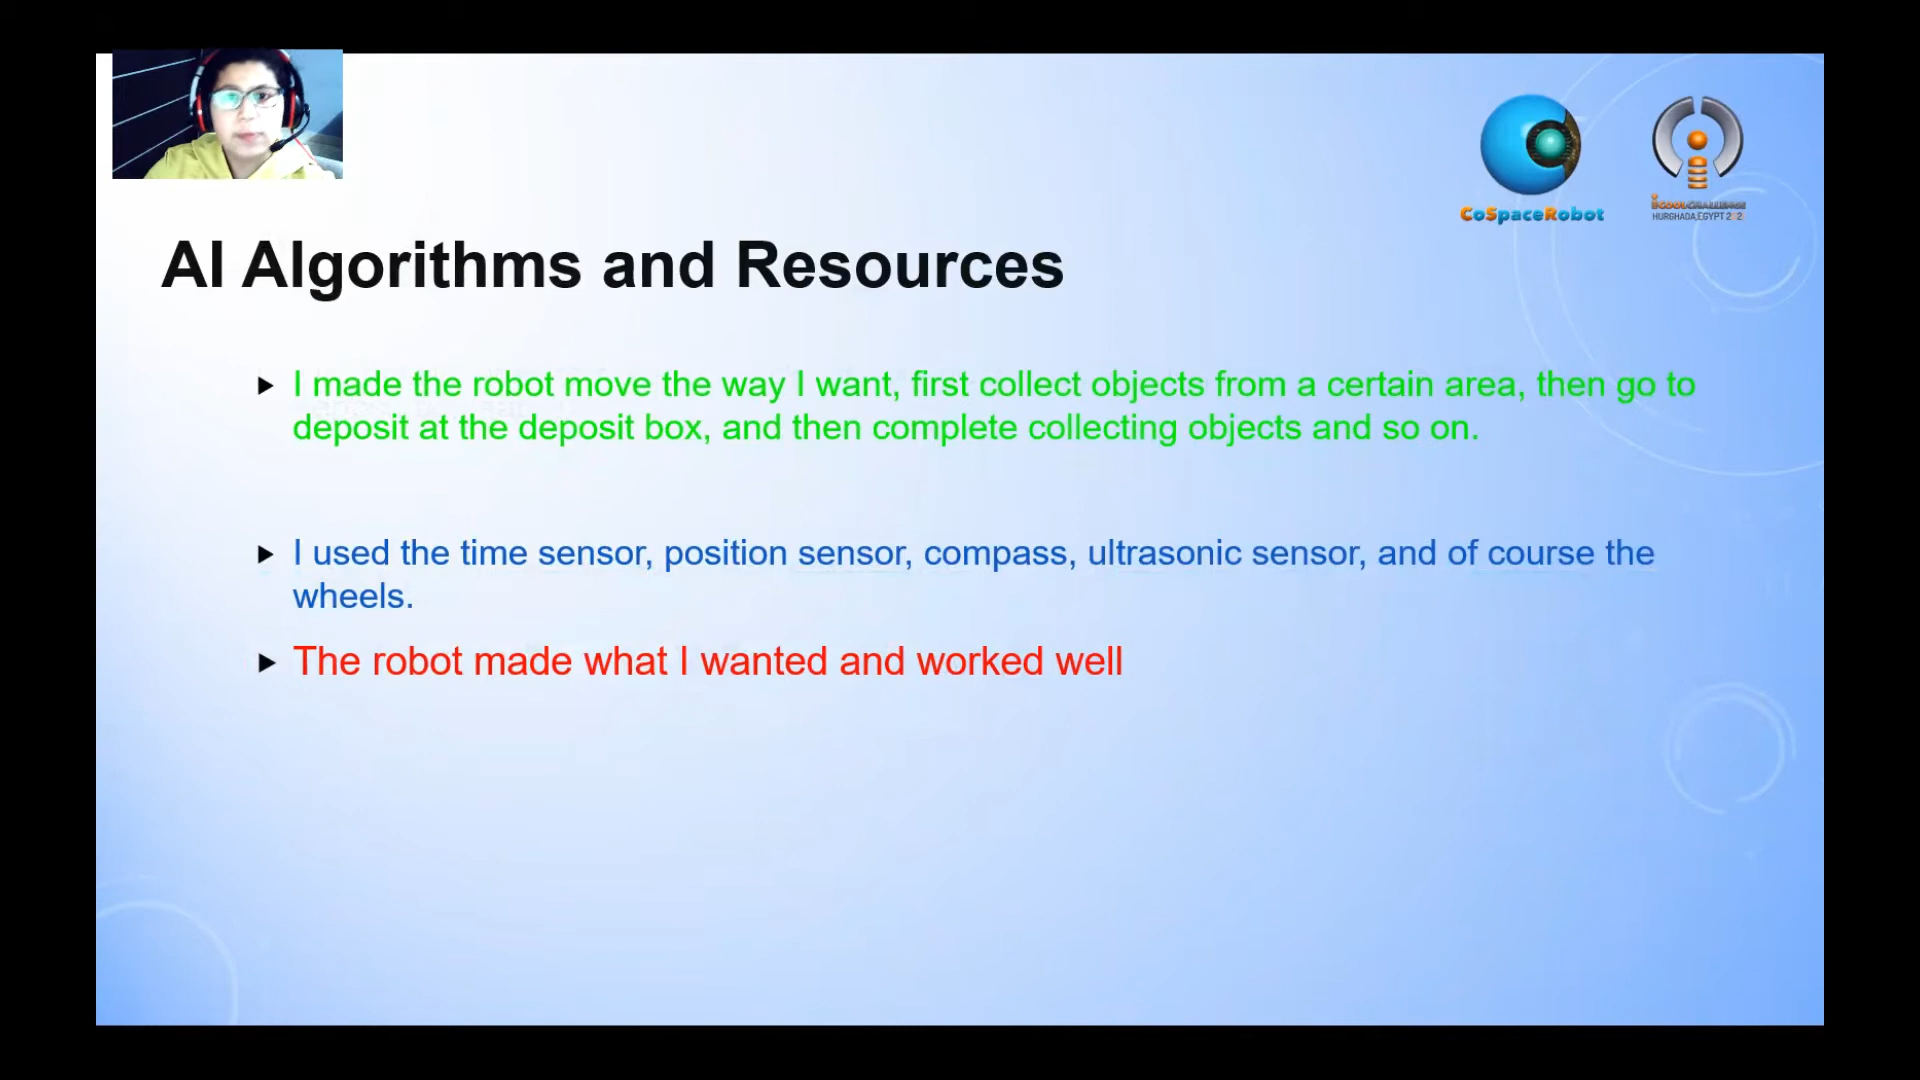 CoSpaceRobot
HURGHADA,EGYPT
AI Algorithms and Resources
I made the robot move the way I want, first collect objects from a certain area, then go to
deposit at the deposit box, and then complete collecting objects and so on.
I used the time sensor, position sensor, compass, ultrasonic sensor, and of course the
wheels.
The robot made what I wanted and worked well